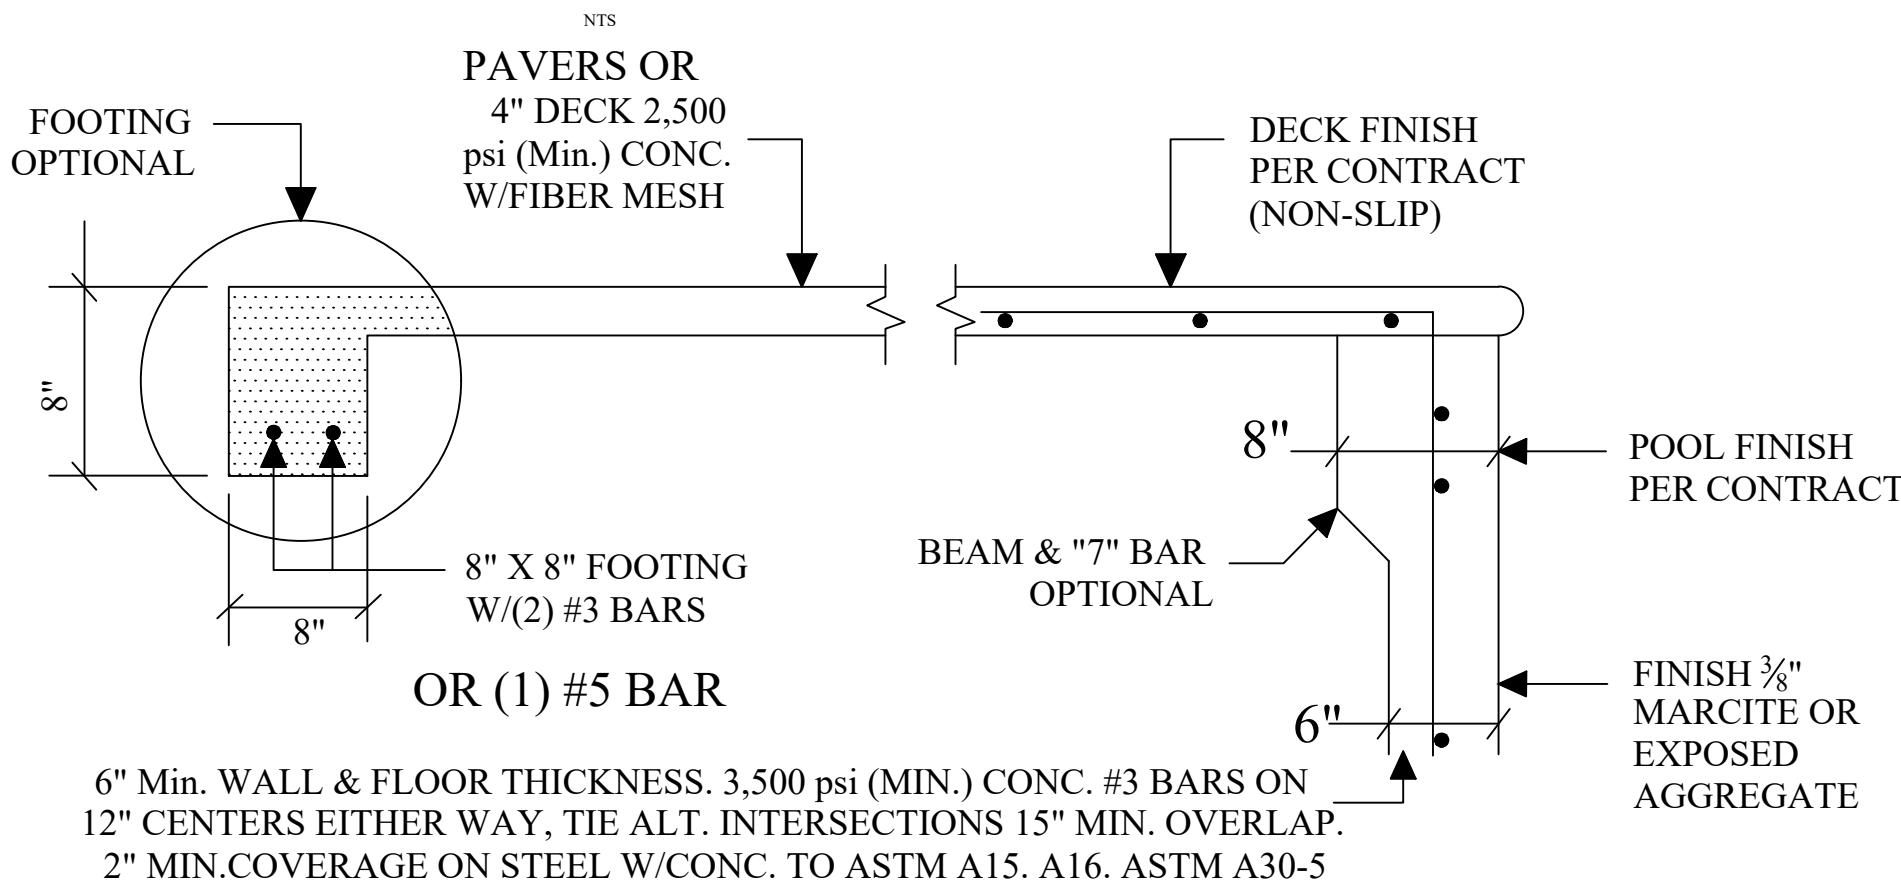 NTS
PAVERS OR
4" DECK 2,500
psi (Min.) CONC.
W/FIBER MESH
FOOTING
OPTIONAL
DECK FINISH
PER CONTRACT
(NON-SLIP)
8"
8"
8" X 8" FOOTING
W/(2) #3 BARS
OR (1) #5 BAR
8"
POOL FINISH
PER CONTRACT
BEAM & "7" BAR
OPTIONAL
6"
FINISH ⅜"
MARCITE OR
EXPOSED
AGGREGATE
6" Min. WALL & FLOOR THICKNESS. 3,500 psi (MIN.) CONC. #3 BARS ON
12" CENTERS EITHER WAY, TIE ALT. INTERSECTIONS 15" MIN. OVERLAP.
2" MIN.COVERAGE ON STEEL W/CONC. TO ASTM A15. A16. ASTM A30-5